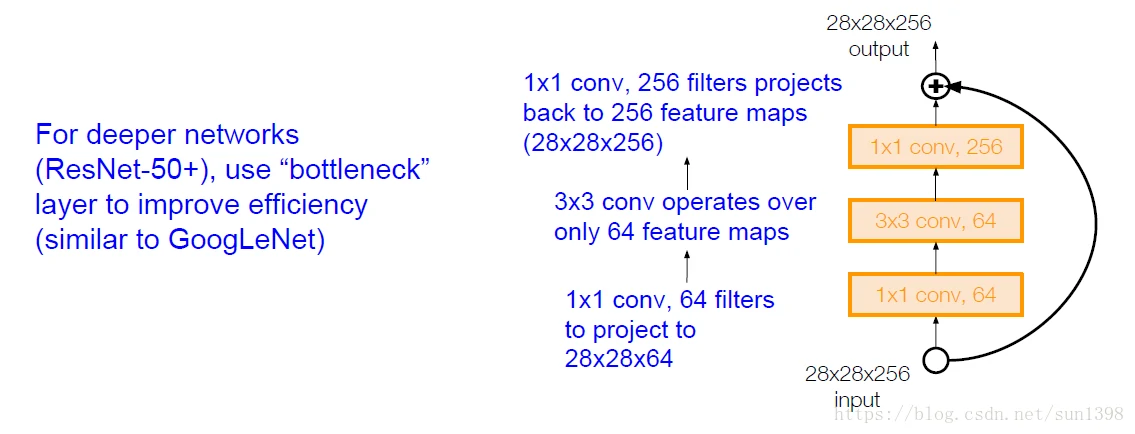 For deeper networks
(ResNet-50+), use “bottleneck”
layer to improve efficiency
(similar to GoogLeNet)
1x1 conv, 256 filters projects
back to 256 feature maps
(28x28x256)
3x3 conv operates over
only 64 feature maps
1x1 conv, 64 filters
to project to
28x28x64
28x28x256
output
1x1 conv, 256
3x3 conv, 64
1x1 conv, 64
28x28x256
input
https://blog.csdn.net/sun1398